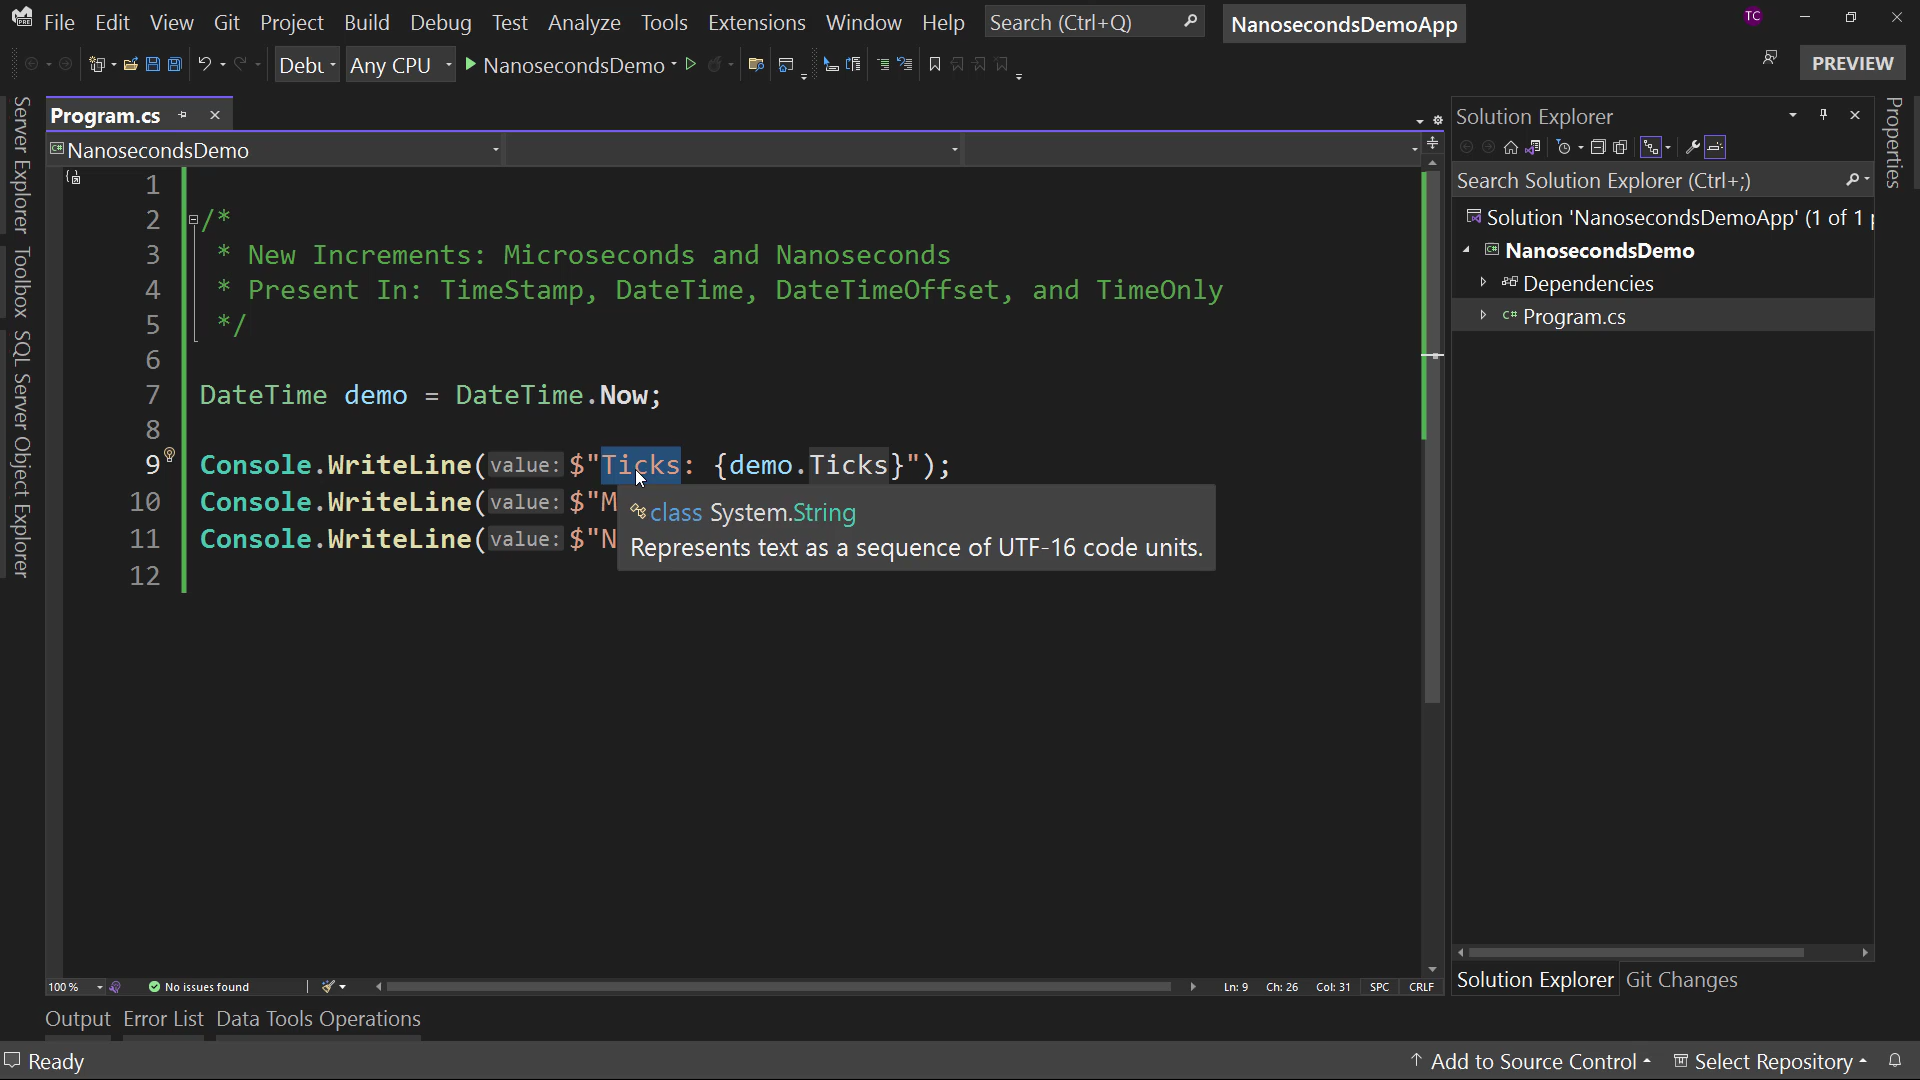 File Edit View Git Project Build Debug Test Analyze Tools Extensions Window Help Search (Ctrl+Q) NanosecondsDemoApp TC
Debu Any CPU NanosecondsDemo PREVIEW
Server Explorer
Toolbox
SQL Server Object Explorer
Program.cs
NanosecondsDemo
1
2 /*
3 * New Increments: Microseconds and Nanoseconds
4 * Present In: TimeStamp, DateTime, DateTimeOffset, and TimeOnly
5 */
6
7 DateTime demo = DateTime.Now;
8
9 Console.WriteLine(value: $"Ticks: {demo.Ticks}");
10 Console.WriteLine(value: $"M
11 Console.WriteLine(value: $"N
12
class System.String
Represents text as a sequence of UTF-16 code units.
100 % No issues found Ln: 9 Ch: 26 Col: 31 SPC CRLF
Output Error List Data Tools Operations
Solution Explorer
Search Solution Explorer (Ctrl+;)
Solution 'NanosecondsDemoApp' (1 of 1 p
NanosecondsDemo
Dependencies
C# Program.cs
Solution Explorer Git Changes
Properties
Ready Add to Source Control Select Repository